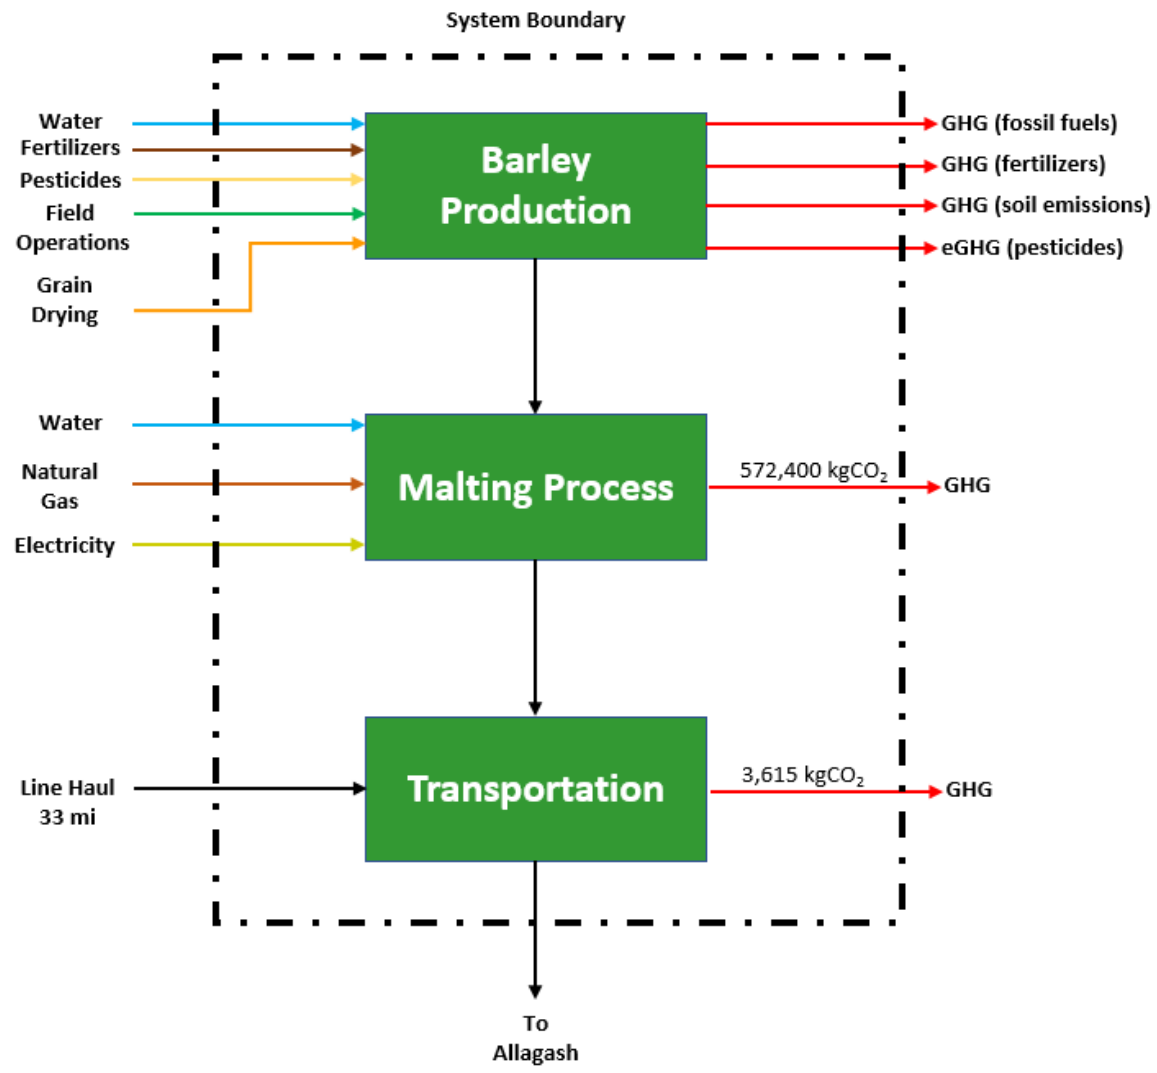 System Boundary
Water
Fertilizers
Pesticides
Field
Operations
Grain
Drying
Barley
Production
GHG (fossil fuels)
GHG (fertilizers)
GHG (soil emissions)
eGHG (pesticides)
Water
Natural
Gas
Electricity
Malting Process
572,400 kgCO₂
GHG
Line Haul
33 mi
Transportation
3,615 kgCO₂
GHG
To
Allagash